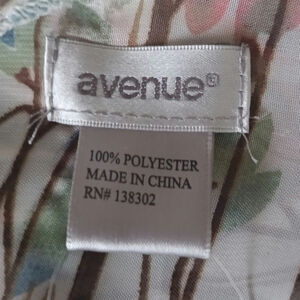 avenue®
100% POLYESTER
MADE IN CHINA
RN# 138302